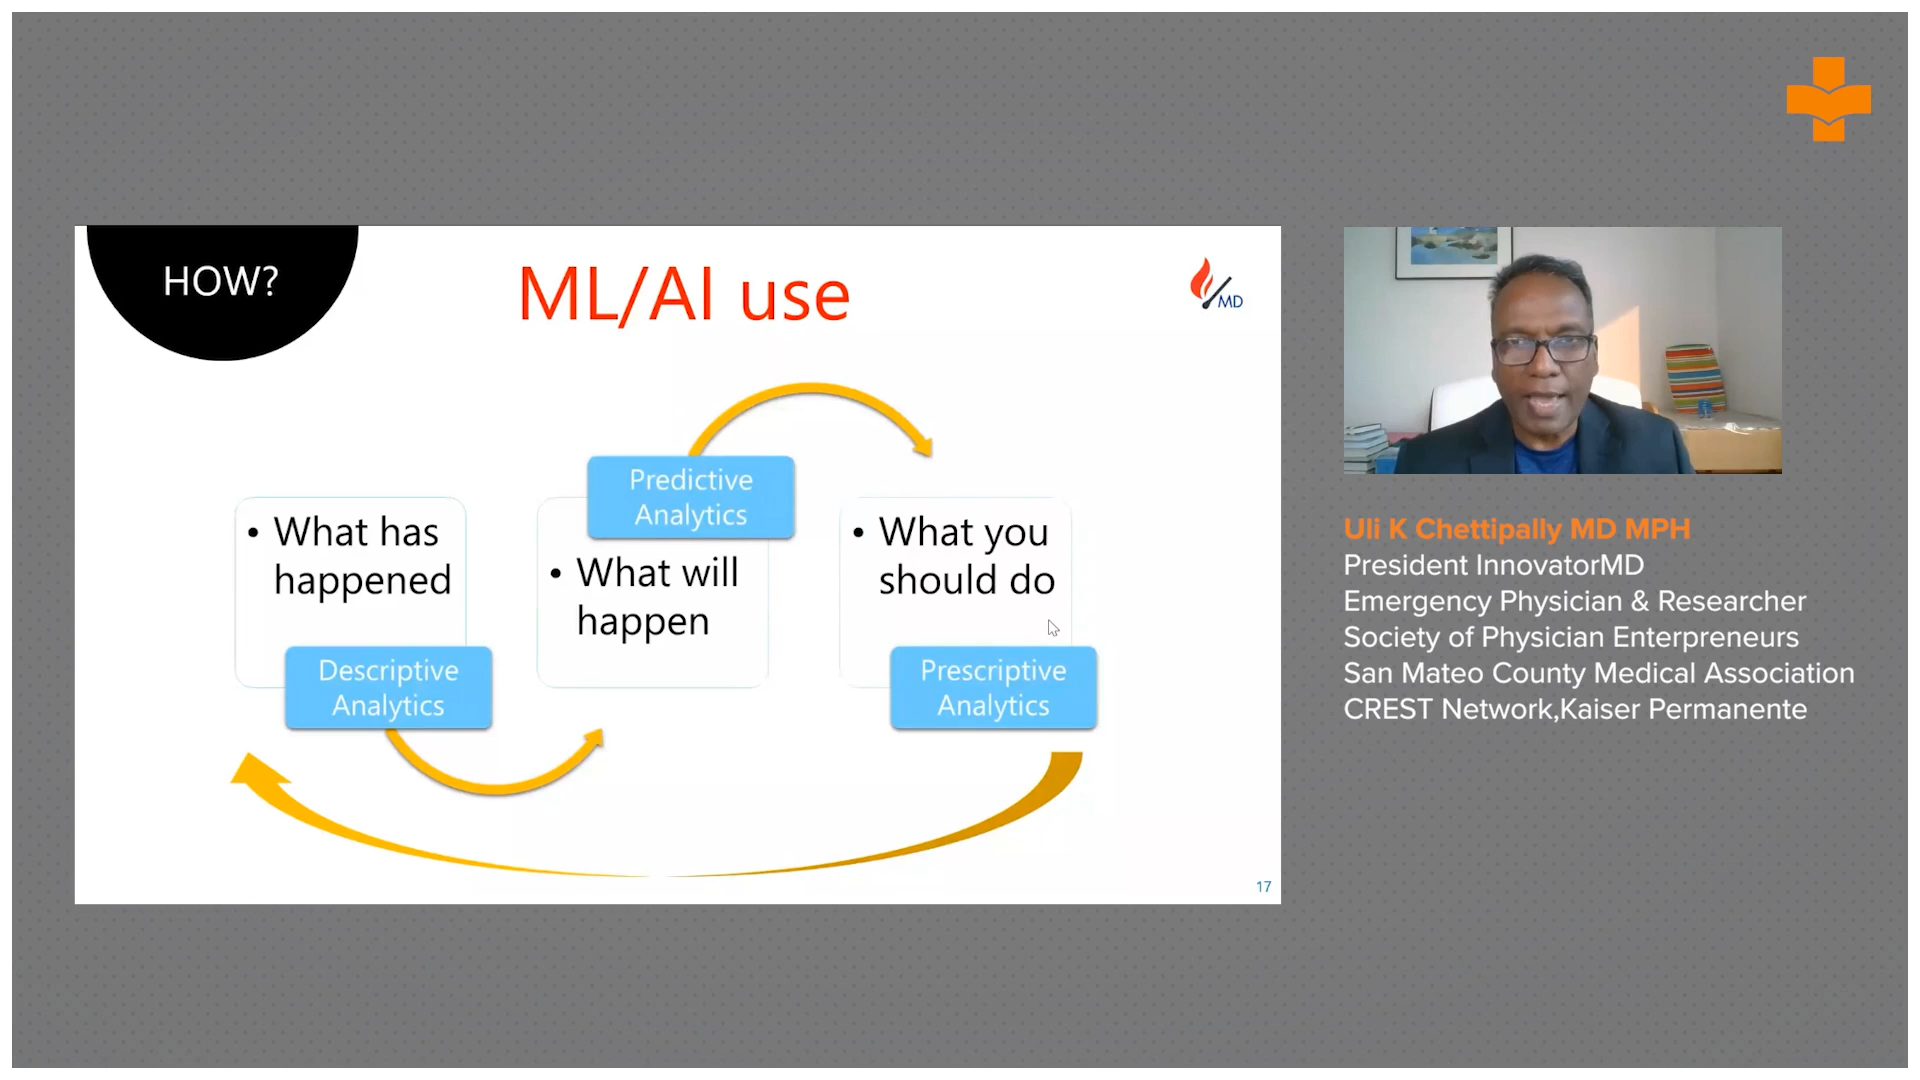 HOW?
ML/AI use
MD
Predictive
Analytics
• What has
happened
• What will
happen
• What you
should do
Descriptive
Analytics
Prescriptive
Analytics
17
Uli K Chettipally MD MPH
President InnovatorMD
Emergency Physician & Researcher
Society of Physician Enterpreneurs
San Mateo County Medical Association
CREST Network,Kaiser Permanente